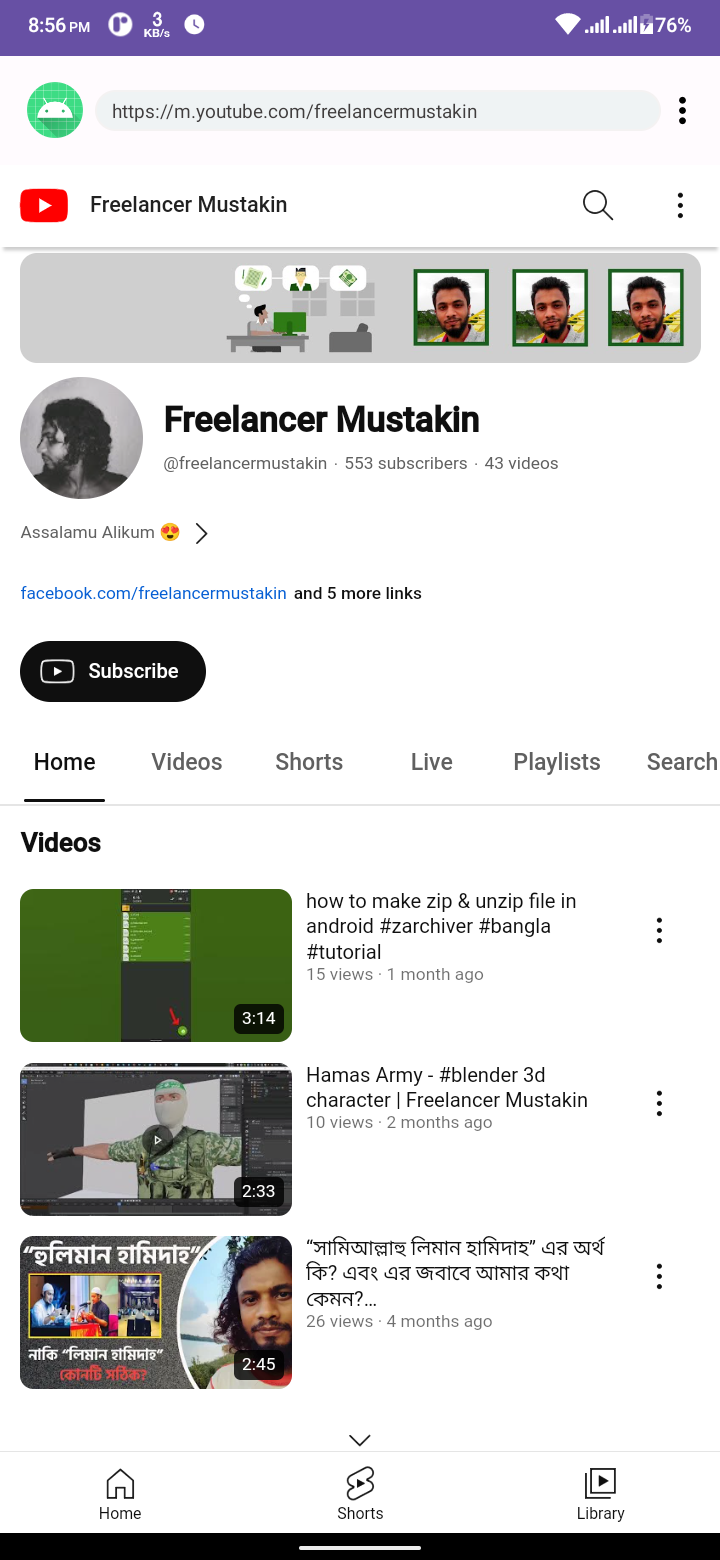 8:56 PM
3
KB/s
76%
https://m.youtube.com/freelancermustakin
Freelancer Mustakin
Freelancer Mustakin
@freelancermustakin · 553 subscribers · 43 videos
Assalamu Alikum 😍
facebook.com/freelancermustakin and 5 more links
Subscribe
Home Videos Shorts Live Playlists Search
Videos
how to make zip & unzip file in
android #zarchiver #bangla
#tutorial
15 views · 1 month ago
3:14
Hamas Army - #blender 3d
character | Freelancer Mustakin
10 views · 2 months ago
2:33
“হুলিমান হামিদাহ”
নাকি “লিমান হামিদাহ”
কোনটি সঠিক?
2:45
“সামিআল্লাহু লিমান হামিদাহ” এর অর্থ
কি? এবং এর জবাবে আমার কথা
কেমন?...
26 views · 4 months ago
Home Shorts Library